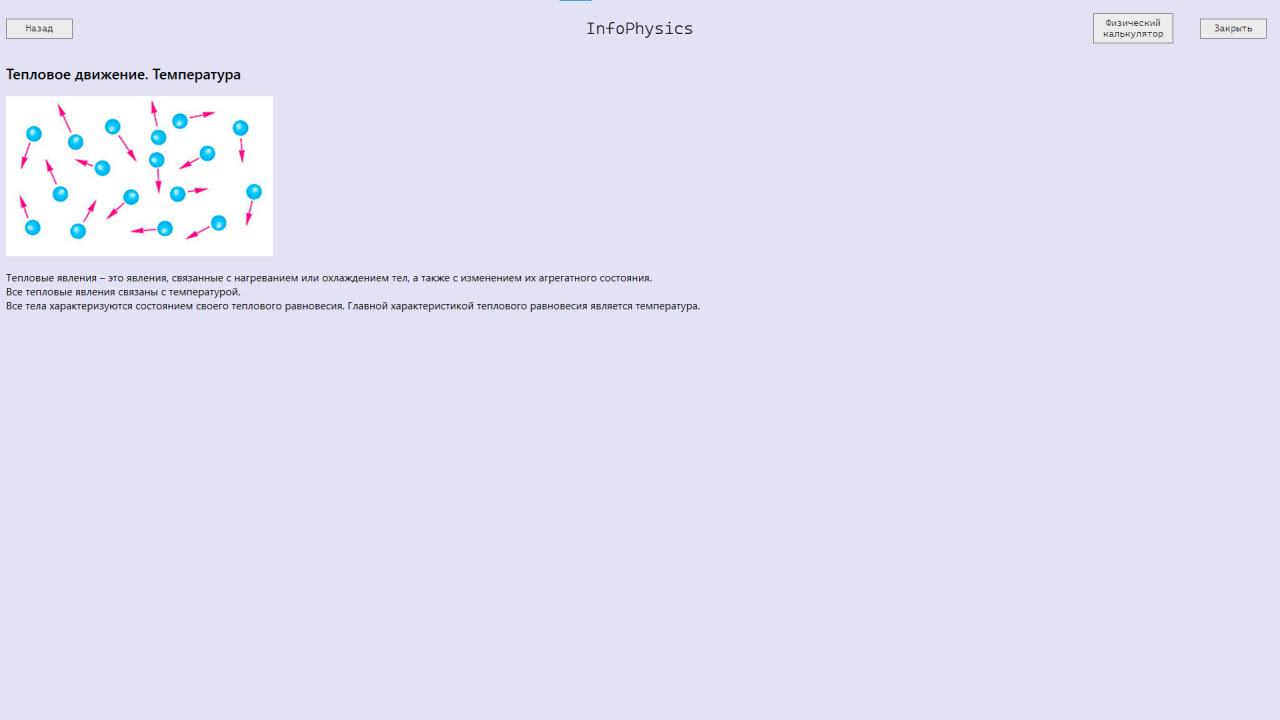 Назад
InfoPhysics
Физический
калькулятор
Закрыть
Тепловое движение. Температура
Тепловые явления – это явления, связанные с нагреванием или охлаждением тел, а также с изменением их агрегатного состояния.
Все тепловые явления связаны с температурой.
Все тела характеризуются состоянием своего теплового равновесия. Главной характеристикой теплового равновесия является температура.